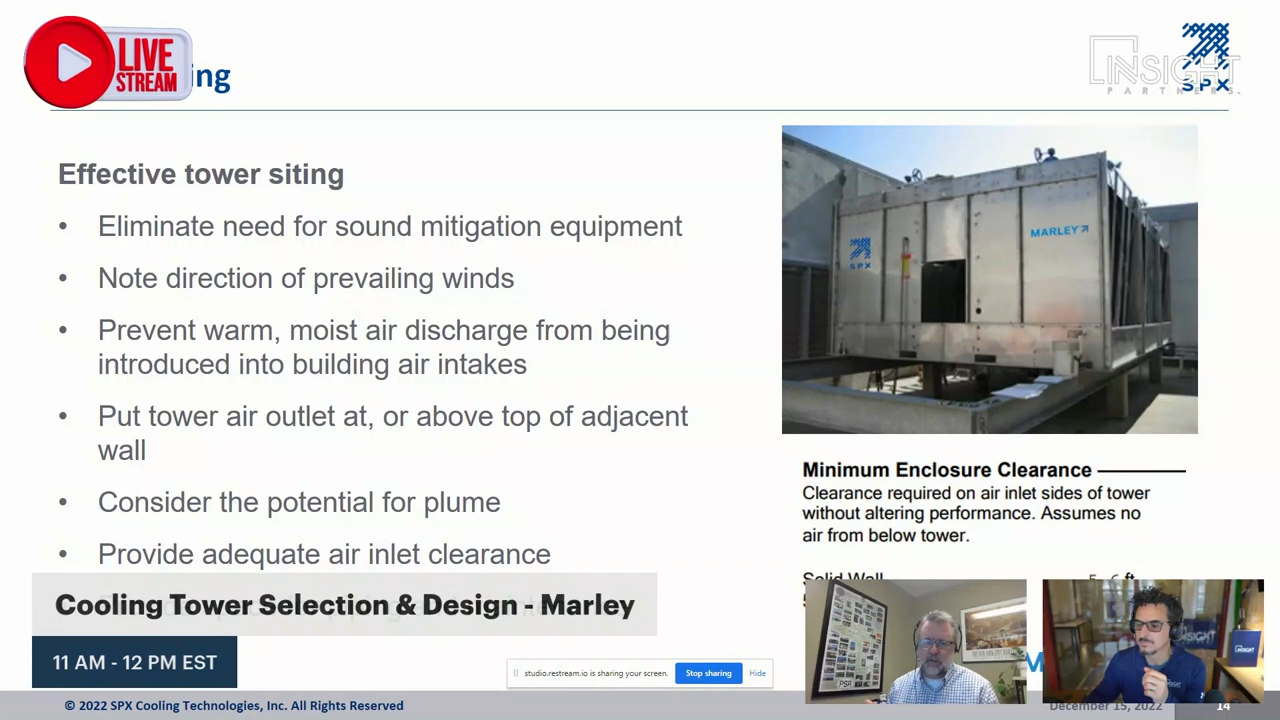 LIVE
STREAM
ing
INSIGHT
PARTNERS.
SPX
Effective tower siting
• Eliminate need for sound mitigation equipment
• Note direction of prevailing winds
• Prevent warm, moist air discharge from being
introduced into building air intakes
• Put tower air outlet at, or above top of adjacent
wall
• Consider the potential for plume
• Provide adequate air inlet clearance
SPX
MARLEY
Minimum Enclosure Clearance
Clearance required on air inlet sides of tower
without altering performance. Assumes no
air from below tower.
Solid Wall
ft
Cooling Tower Selection & Design - Marley
11 AM - 12 PM EST
studio.restream.io is sharing your screen.
Stop sharing
Hide
PSR
INSIGHT
INSIGHT
M
© 2022 SPX Cooling Technologies, Inc. All Rights Reserved
December 15, 2022
14